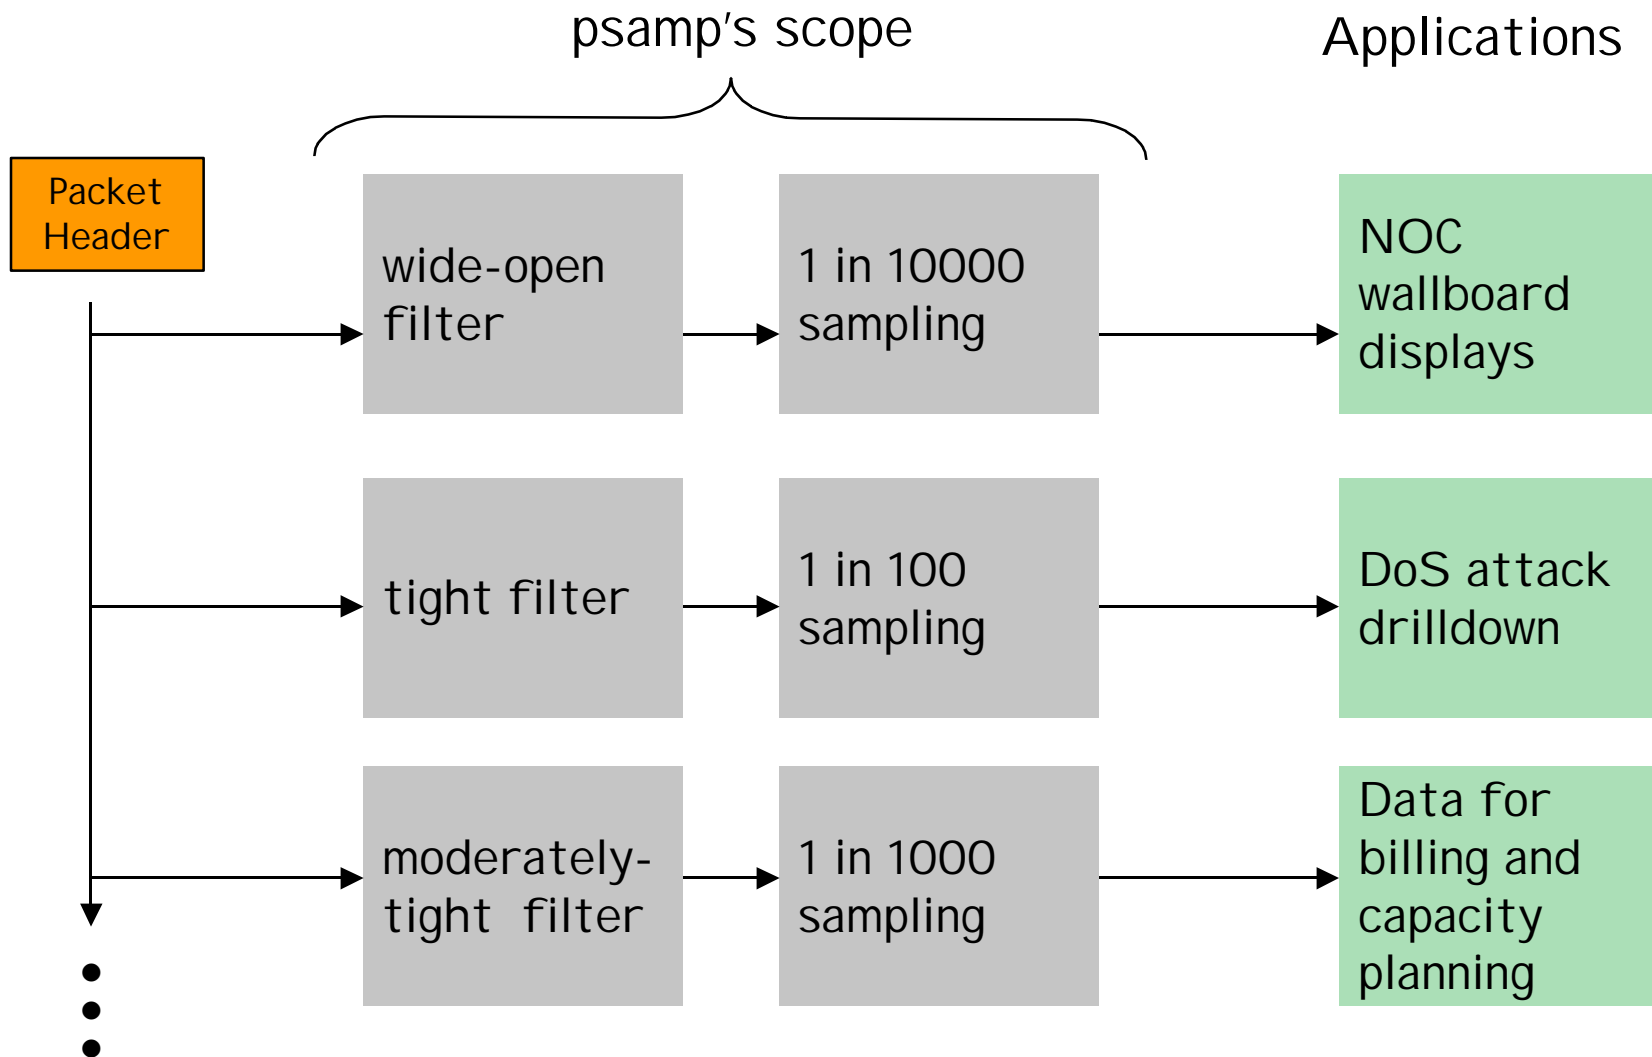 psamp's scope
Applications
Packet
Header
wide-open
filter
1 in 10000
sampling
NOC
wallboard
displays
tight filter
1 in 100
sampling
DoS attack
drilldown
moderately-
tight filter
1 in 1000
sampling
Data for
billing and
capacity
planning